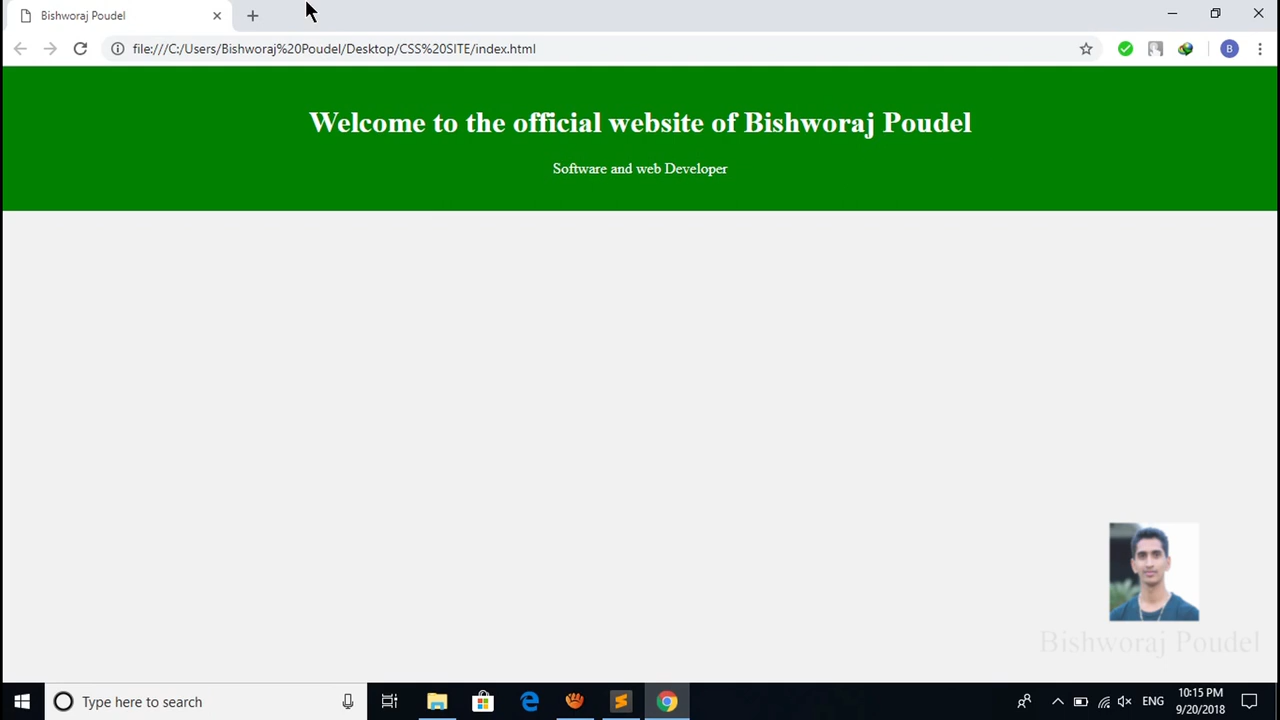 Bishworaj Poudel
file:///C:/Users/Bishworaj%20Poudel/Desktop/CSS%20SITE/index.html
B
Welcome to the official website of Bishworaj Poudel
Software and web Developer
Bishworaj Poudel
Type here to search
ENG
10:15 PM
9/20/2018